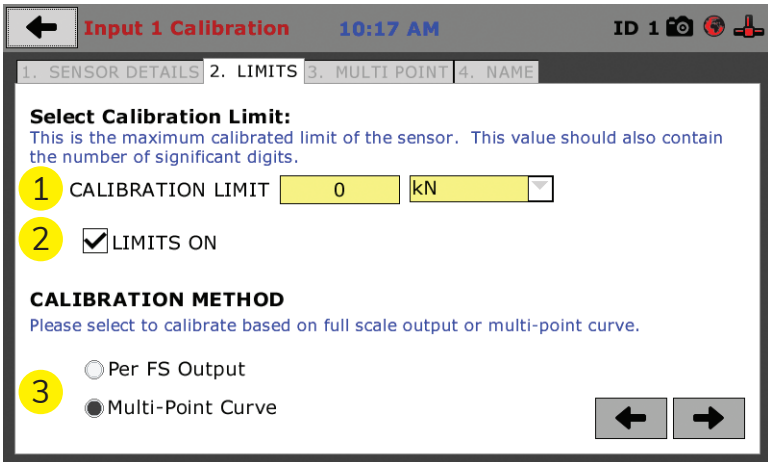 Input 1 Calibration 10:17 AM ID 1
1. SENSOR DETAILS 2. LIMITS 3. MULTI POINT 4. NAME
Select Calibration Limit:
This is the maximum calibrated limit of the sensor. This value should also contain
the number of significant digits.
1 CALIBRATION LIMIT 0 kN
2 LIMITS ON
CALIBRATION METHOD
Please select to calibrate based on full scale output or multi-point curve.
Per FS Output
3
Multi-Point Curve